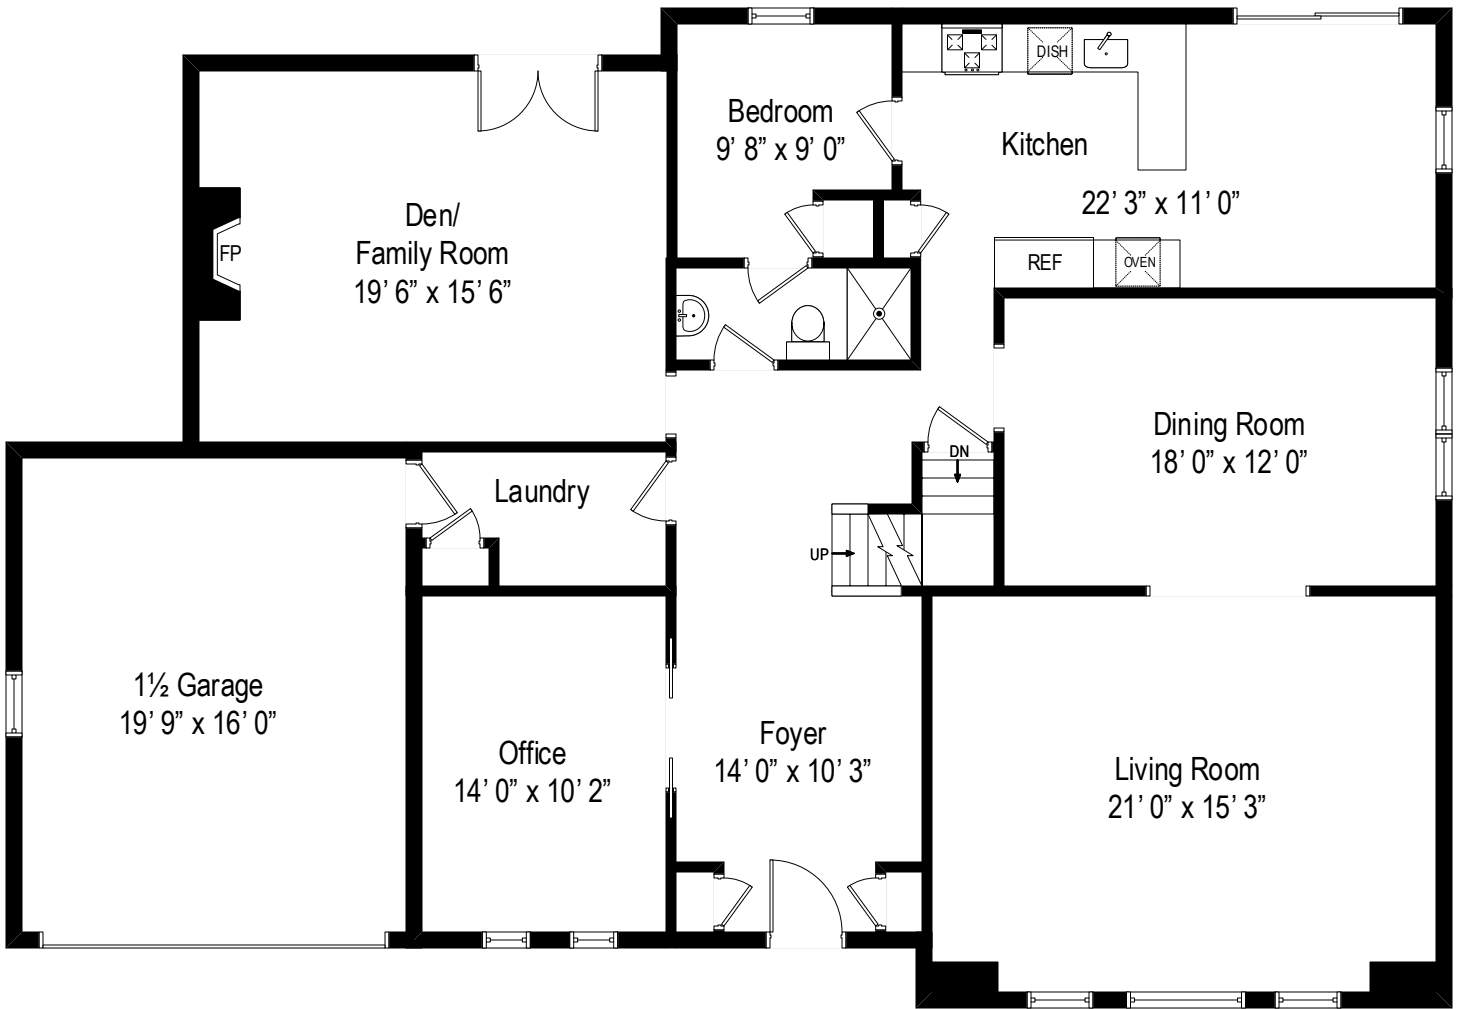 DISH
Bedroom
9’ 8” x 9’ 0”
Kitchen
22’ 3” x 11’ 0”
Den/
Family Room
19’ 6” x 15’ 6”
FP
REF
OVEN
Dining Room
18’ 0” x 12’ 0”
DN
Laundry
UP
1½ Garage
19’ 9” x 16’ 0”
Office
14’ 0” x 10’ 2”
Foyer
14’ 0” x 10’ 3”
Living Room
21’ 0” x 15’ 3”